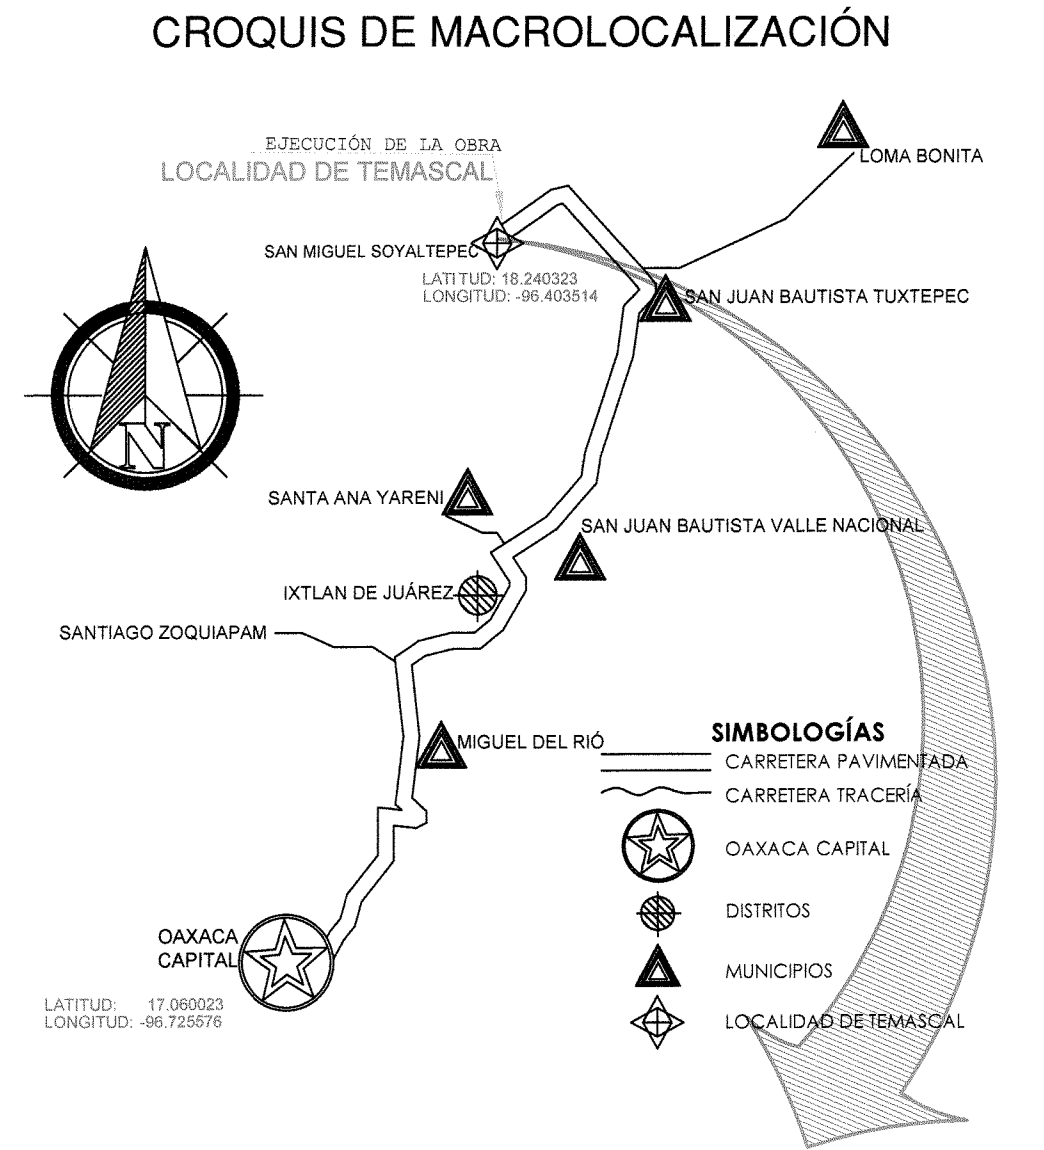 CROQUIS DE MACROLOCALIZACIÓN
LOMA BONITA
EJECUCIÓN DE LA OBRA
LOCALIDAD DE TEMASCAL
SAN MIGUEL SOYALTEPEC
LATITUD: 18.240323
LONGITUD: -96.403514
SAN JUAN BAUTISTA TUXTEPEC
N
SANTA ANA YARENI
SAN JUAN BAUTISTA VALLE NACIONAL
IXTLAN DE JUÁREZ
SANTIAGO ZOQUIAPAM
MIGUEL DEL RIÓ
SIMBOLOGÍAS
CARRETERA PAVIMENTADA
CARRETERA TRACERÍA
OAXACA CAPITAL
DISTRITOS
MUNICIPIOS
LOCALIDAD DE TEMASCAL
OAXACA
CAPITAL
LATITUD: 17.060023
LONGITUD: -96.725576